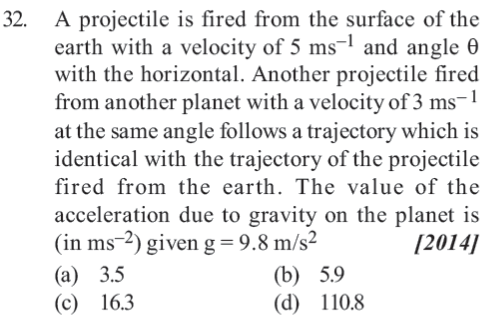 32. A projectile is fired from the surface of the
earth with a velocity of 5 ms⁻¹ and angle θ
with the horizontal. Another projectile fired
from another planet with a velocity of 3 ms⁻¹
at the same angle follows a trajectory which is
identical with the trajectory of the projectile
fired from the earth. The value of the
acceleration due to gravity on the planet is
(in ms⁻²) given g = 9.8 m/s² [2014]
(a) 3.5 (b) 5.9
(c) 16.3 (d) 110.8